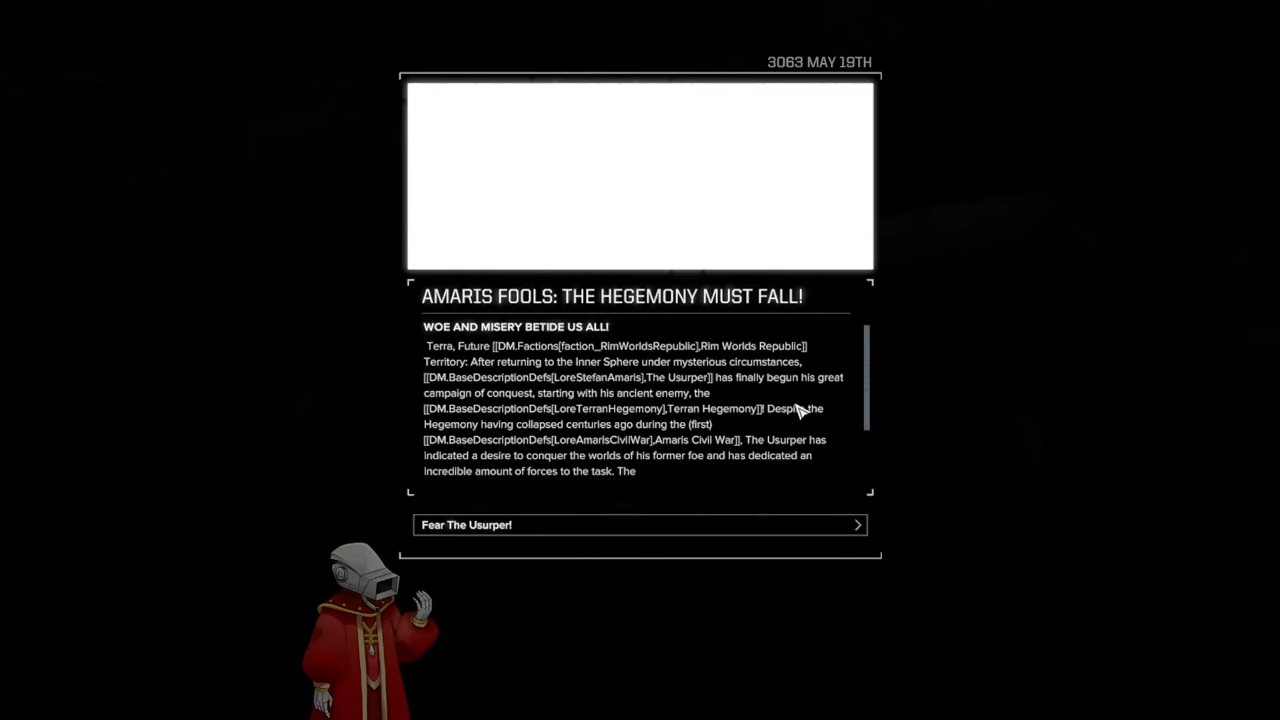 3063 MAY 19TH
AMARIS FOOLS: THE HEGEMONY MUST FALL!
WOE AND MISERY BETIDE US ALL!
Terra, Future [[DM.Factions[faction_RimWorldsRepublic],Rim Worlds Republic]]
Territory: After returning to the Inner Sphere under mysterious circumstances,
[[DM.BaseDescriptionDefs[LoreStefanAmaris],The Usurper]] has finally begun his great
campaign of conquest, starting with his ancient enemy, the
[[DM.BaseDescriptionDefs[LoreTerranHegemony],Terran Hegemony]]! Despite the
Hegemony having collapsed centuries ago during the (first)
[[DM.BaseDescriptionDefs[LoreAmarisCivilWar],Amaris Civil War]], The Usurper has
indicated a desire to conquer the worlds of his former foe and has dedicated an
incredible amount of forces to the task. The
Fear The Usurper!